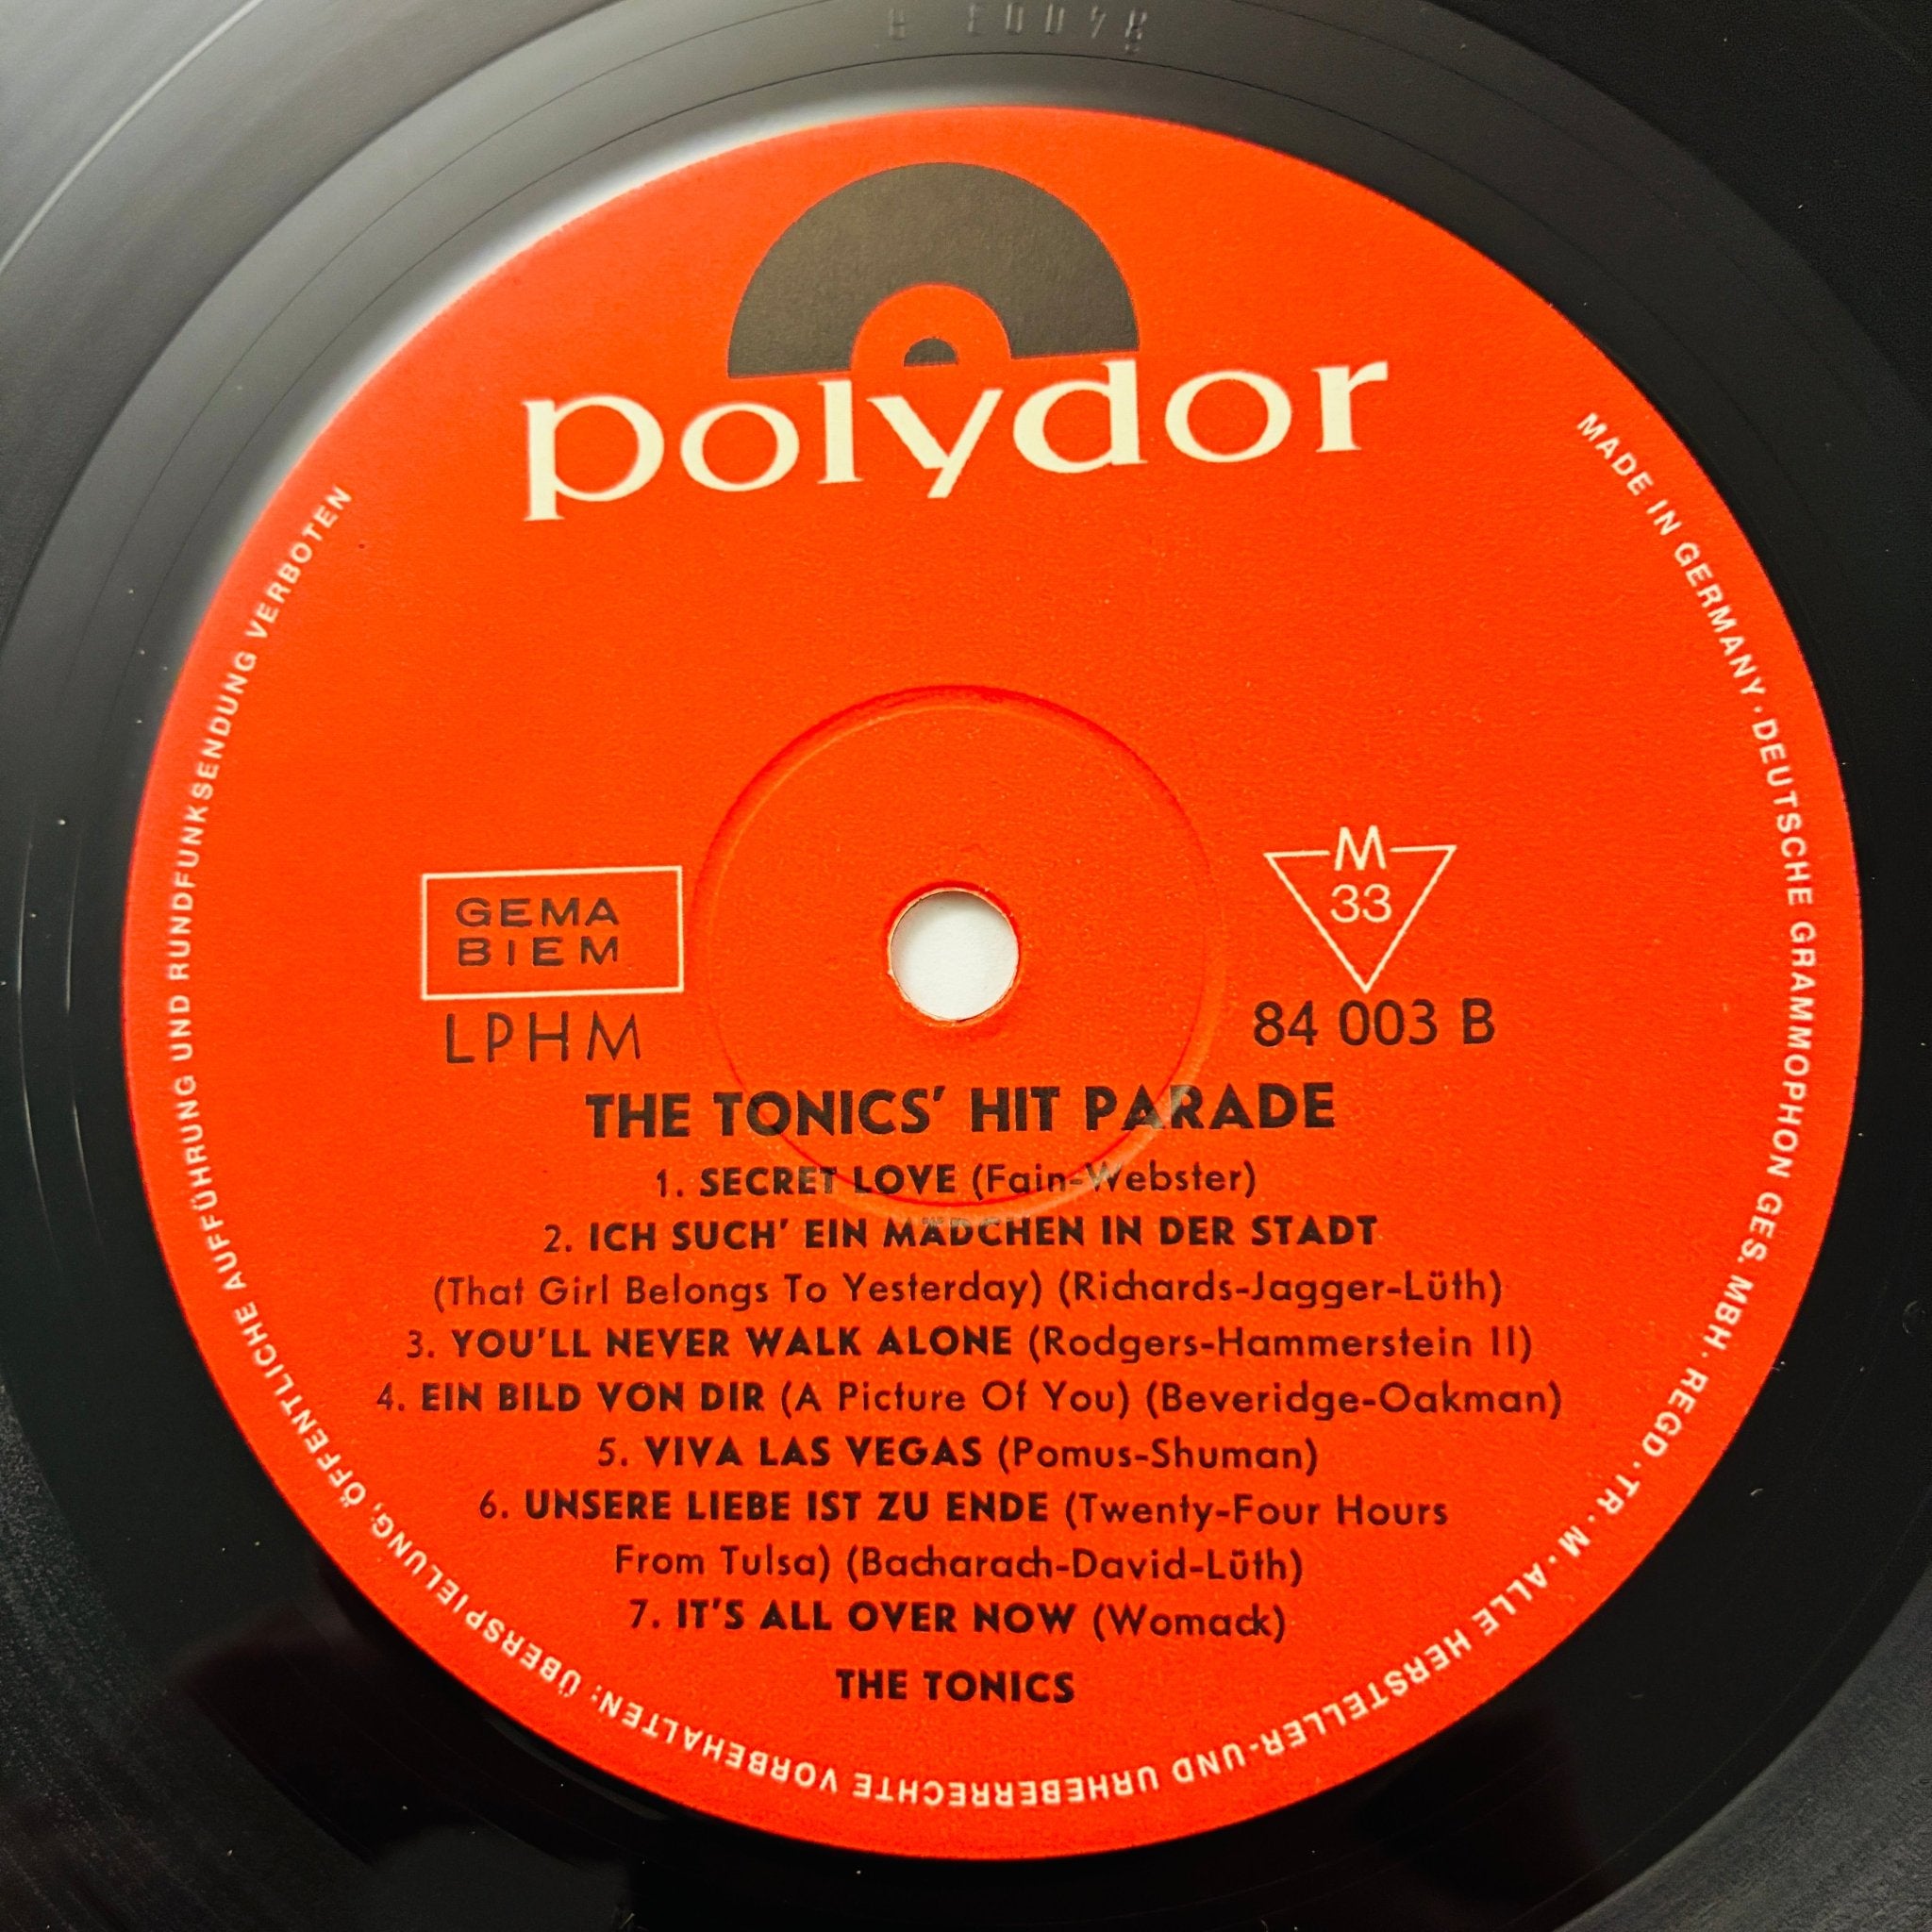 84003 B
polydor
GEMA
BIEM
LPHM
M
33
84 003 B
THE TONICS' HIT PARADE
1. SECRET LOVE (Fain-Webster)
2. ICH SUCH' EIN MÄDCHEN IN DER STADT
(That Girl Belongs To Yesterday) (Richards-Jagger-Lüth)
3. YOU'LL NEVER WALK ALONE (Rodgers-Hammerstein II)
4. EIN BILD VON DIR (A Picture Of You) (Beveridge-Oakman)
5. VIVA LAS VEGAS (Pomus-Shuman)
6. UNSERE LIEBE IST ZU ENDE (Twenty-Four Hours
From Tulsa) (Bacharach-David-Lüth)
7. IT'S ALL OVER NOW (Womack)
THE TONICS
MADE IN GERMANY · DEUTSCHE GRAMMOPHON GES. MBH · REGD · TR · M · ALLE HERSTELLER-UND URHEBERRECHTE VORBEHALTEN; ÜBERSPIELUNG, ÖFFENTLICHE AUFFÜHRUNG UND RUNDFUNKSENDUNG VERBOTEN